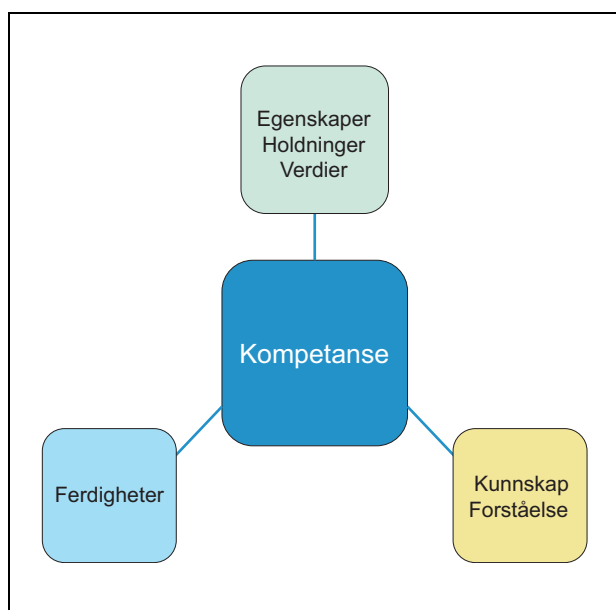 Egenskaper
Holdninger
Verdier
Kompetanse
Ferdigheter
Kunnskap
Forståelse